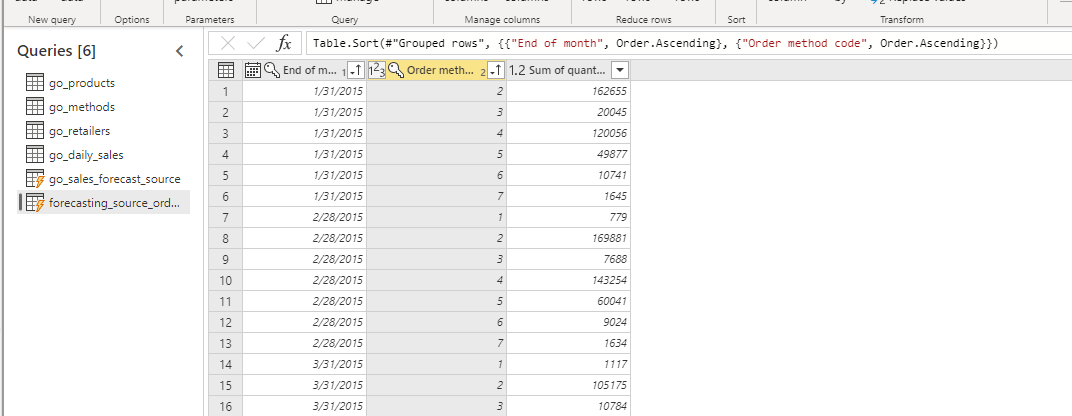 New query Options Parameters Query Manage columns Reduce rows Sort Transform
Queries [6]
go_products
go_methods
go_retailers
go_daily_sales
go_sales_forecast_source
forecasting_source_ord...
fx Table.Sort(#"Grouped rows", {{"End of month", Order.Ascending}, {"Order method code", Order.Ascending}})
End of m... 1 123 Order meth... 2 1.2 Sum of quant...
1 1/31/2015 2 162655
2 1/31/2015 3 20045
3 1/31/2015 4 120056
4 1/31/2015 5 49877
5 1/31/2015 6 10741
6 1/31/2015 7 1645
7 2/28/2015 1 779
8 2/28/2015 2 169881
9 2/28/2015 3 7688
10 2/28/2015 4 143254
11 2/28/2015 5 60041
12 2/28/2015 6 9024
13 2/28/2015 7 1634
14 3/31/2015 1 1117
15 3/31/2015 2 105175
16 3/31/2015 3 10784